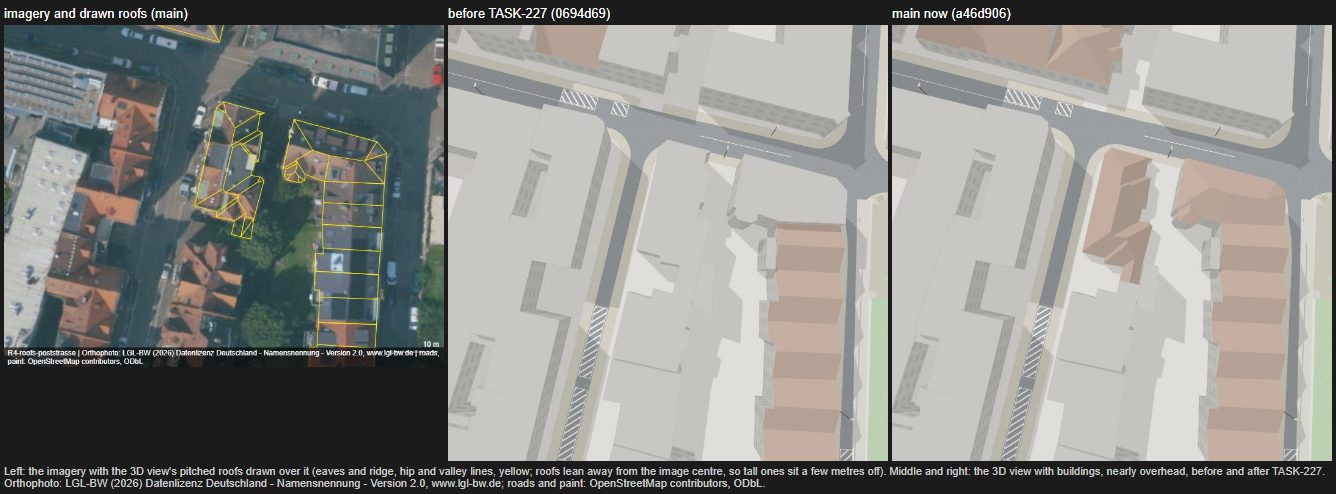 imagery and drawn roofs (main)
before TASK-227 (0694d69)
main now (a46d906)
10 m
R4-roofs-poststrasse | Orthophoto: LGL-BW (2026) Datenlizenz Deutschland - Namensnennung - Version 2.0, www.lgl-bw.de | roads,
paint: OpenStreetMap contributors, ODbL
Left: the imagery with the 3D view's pitched roofs drawn over it (eaves and ridge, hip and valley lines, yellow; roofs lean away from the image centre, so tall ones sit a few metres off). Middle and right: the 3D view with buildings, nearly overhead, before and after TASK-227.
Orthophoto: LGL-BW (2026) Datenlizenz Deutschland - Namensnennung - Version 2.0, www.lgl-bw.de; roads and paint: OpenStreetMap contributors, ODbL.